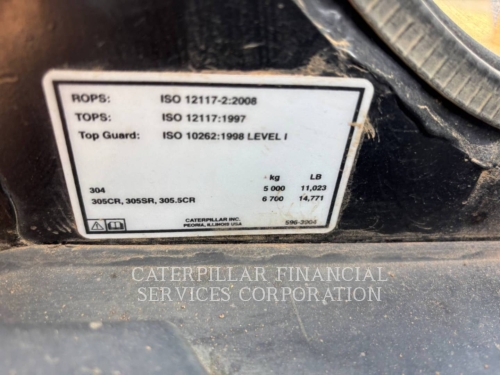 ROPS: ISO 12117-2:2008
TOPS: ISO 12117:1997
Top Guard: ISO 10262:1998 LEVEL I
kg LB
304 5 000 11,023
305CR, 305SR, 305.5CR 6 700 14,771
CATERPILLAR INC.
PEORIA, ILLINOIS USA
596-2004
CATERPILLAR FINANCIAL
SERVICES CORPORATION